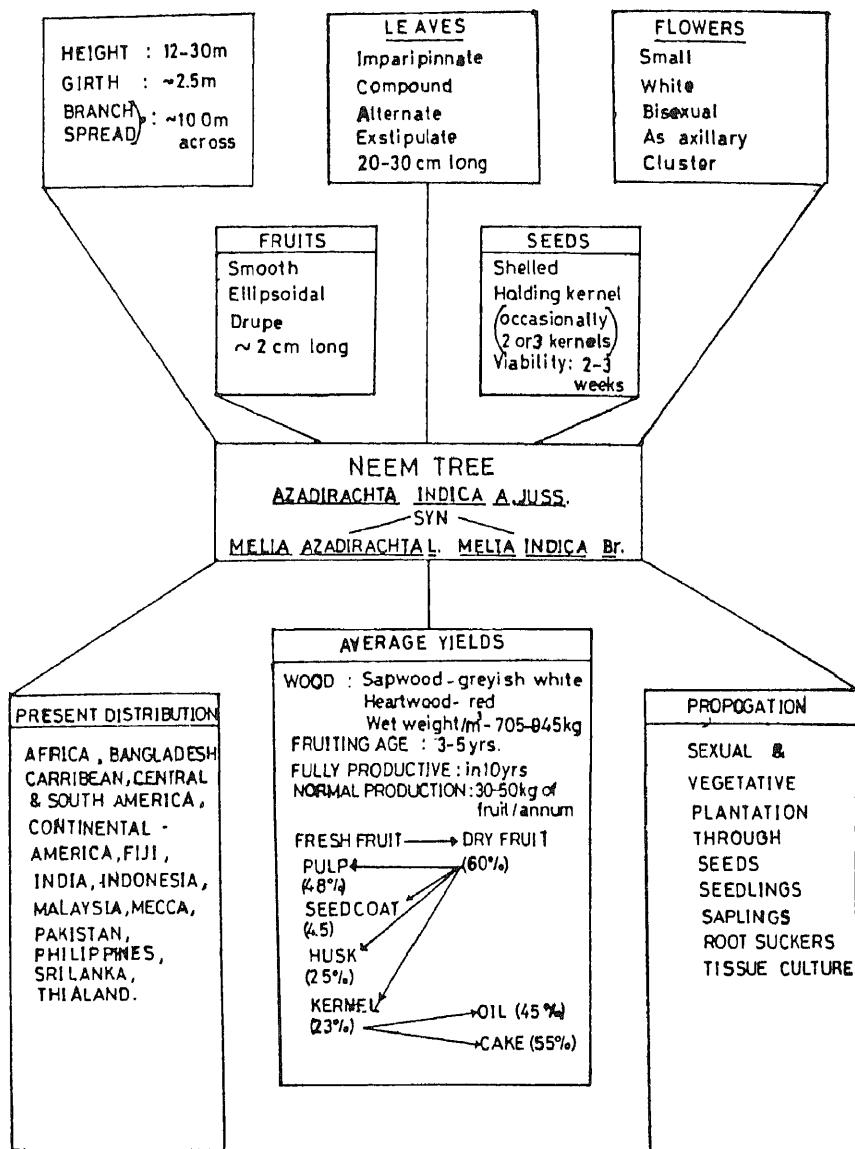 HEIGHT : 12-30m
GIRTH : ~2.5m
BRANCH
SPREAD : ~10 0m
across
LEAVES
Imparipinnate
Compound
Alternate
Exstipulate
20-30 cm long
FLOWERS
Small
White
Bisexual
As axillary
Cluster
FRUITS
Smooth
Ellipsoidal
Drupe
~ 2 cm long
SEEDS
Shelled
Holding kernel
(occasionally
2 or 3 kernels)
Viability: 2-3
weeks
NEEM TREE
AZADIRACHTA INDICA A.JUSS.
SYN
MELIA AZADIRACHTA L. MELIA INDICA Br.
PRESENT DISTRIBUTION
AFRICA, BANGLADESH
CARRIBEAN, CENTRAL
& SOUTH AMERICA,
CONTINENTAL -
AMERICA, FIJI,
INDIA, INDONESIA,
MALAYSIA, MECCA,
PAKISTAN,
PHILIPPINES,
SRILANKA,
THIALAND.
AVERAGE YIELDS
WOOD : Sapwood - greyish white
Heartwood - red
Wet weight/m³ - 705-945kg
FRUITING AGE : 3-5 yrs.
FULLY PRODUCTIVE : in 10 yrs
NORMAL PRODUCTION : 30-50kg of
fruit/annum
FRESH FRUIT DRY FRUIT
PULP (60%)
(48%)
SEEDCOAT
(4.5)
HUSK
(25%)
KERNEL
(23%)
OIL (45%)
CAKE (55%)
PROPOGATION
SEXUAL &
VEGETATIVE
PLANTATION
THROUGH
SEEDS
SEEDLINGS
SAPLINGS
ROOT SUCKERS
TISSUE CULTURE